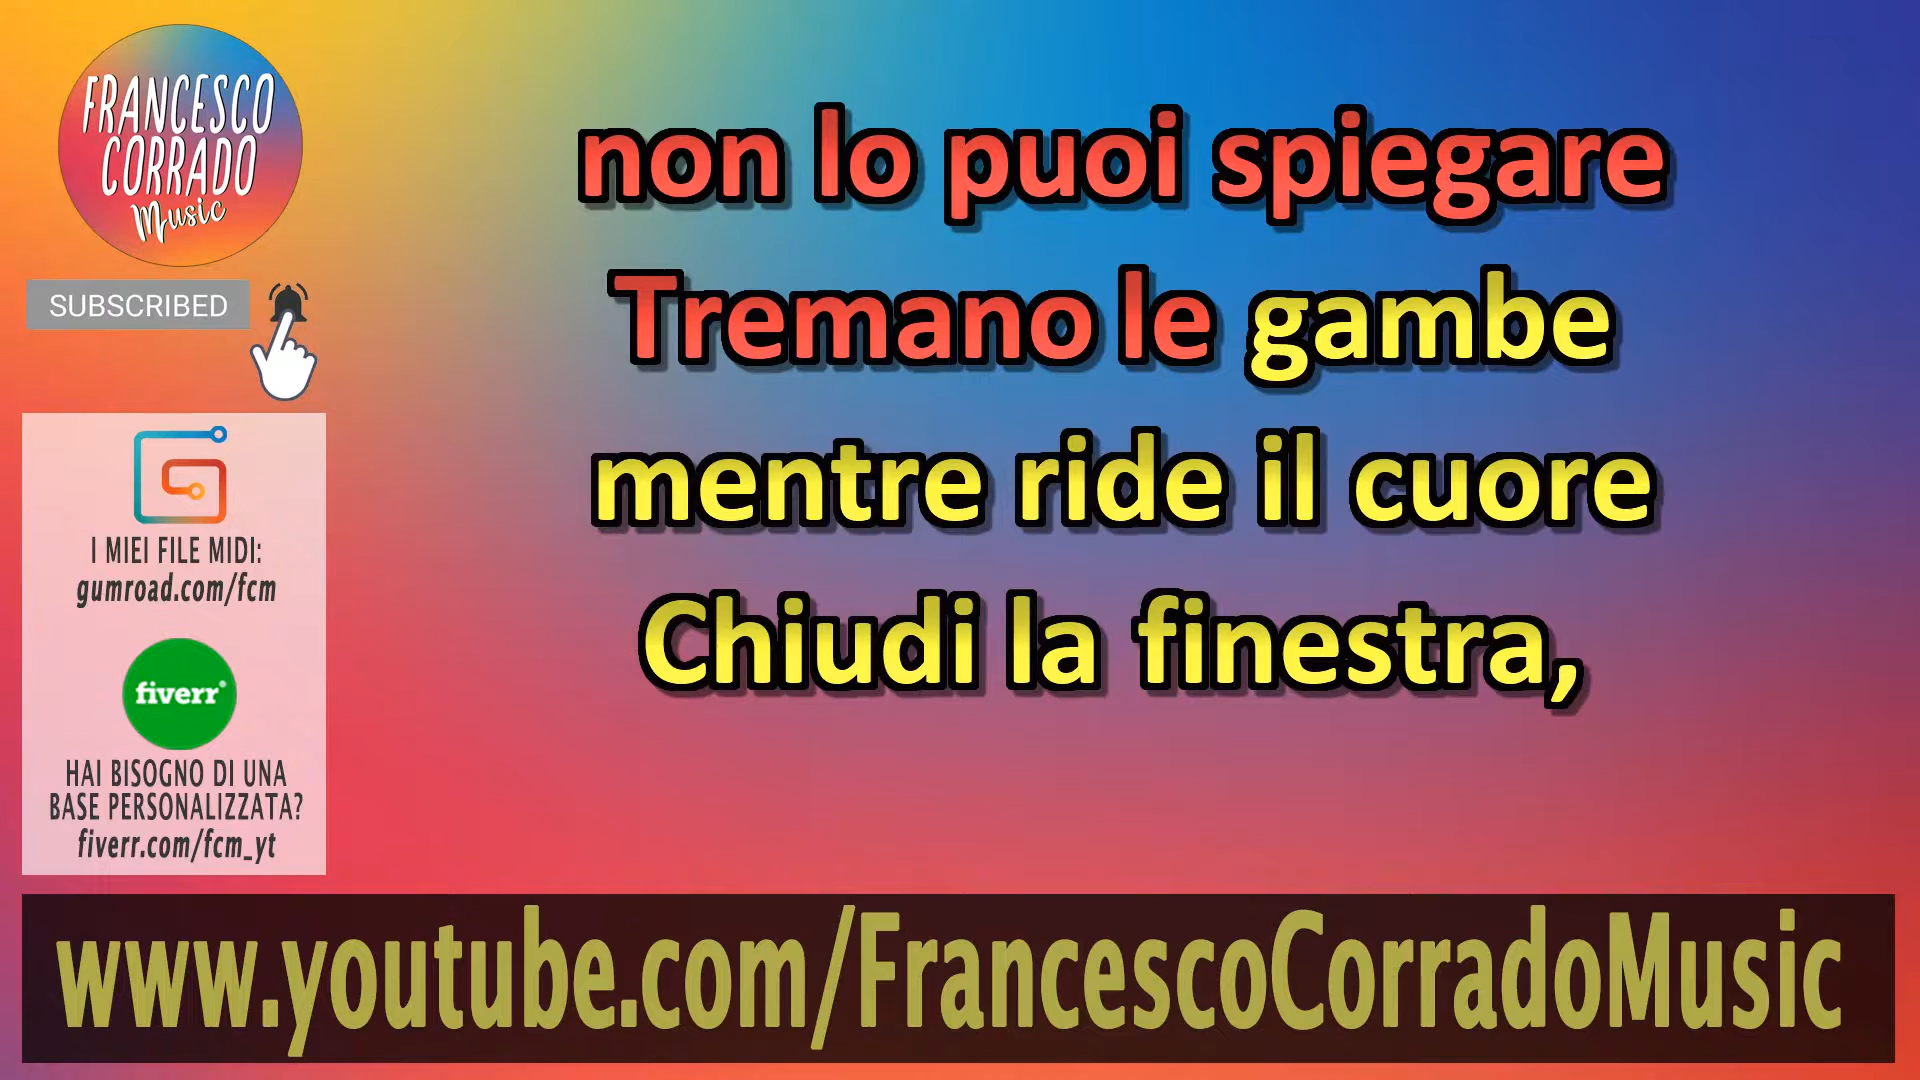 FRANCESCO
CORRADO
Music
SUBSCRIBED
I MIEI FILE MIDI:
gumroad.com/fcm
fiverr®
HAI BISOGNO DI UNA
BASE PERSONALIZZATA?
fiverr.com/fcm_yt
non lo puoi spiegare
Tremano le gambe
mentre ride il cuore
Chiudi la finestra,
www.youtube.com/FrancescoCorradoMusic